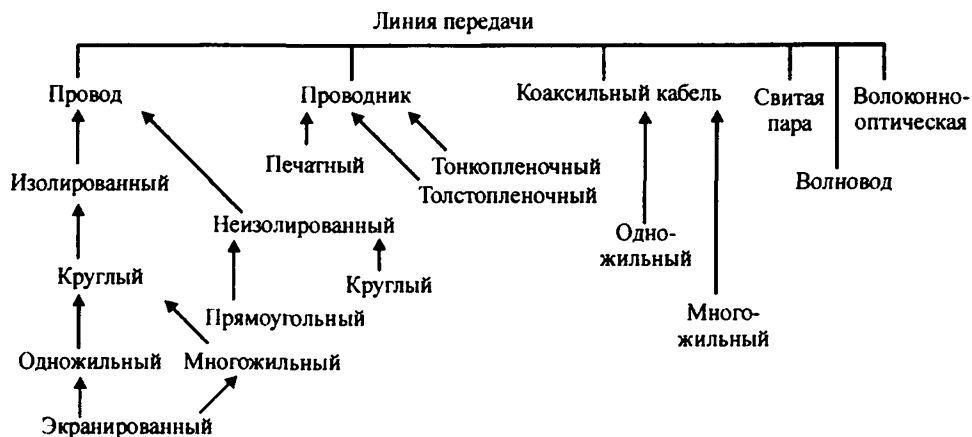 Линия передачи
Провод
Проводник
Коаксильный кабель
Свитая
пара
Волоконно-
оптическая
Печатный
Тонкопленочный
Изолированный
Толстопленочный
Волновод
Неизолированный
Одно-
жильный
Круглый
Круглый
Прямоугольный
Много-
жильный
Одножильный
Многожильный
Экранированный